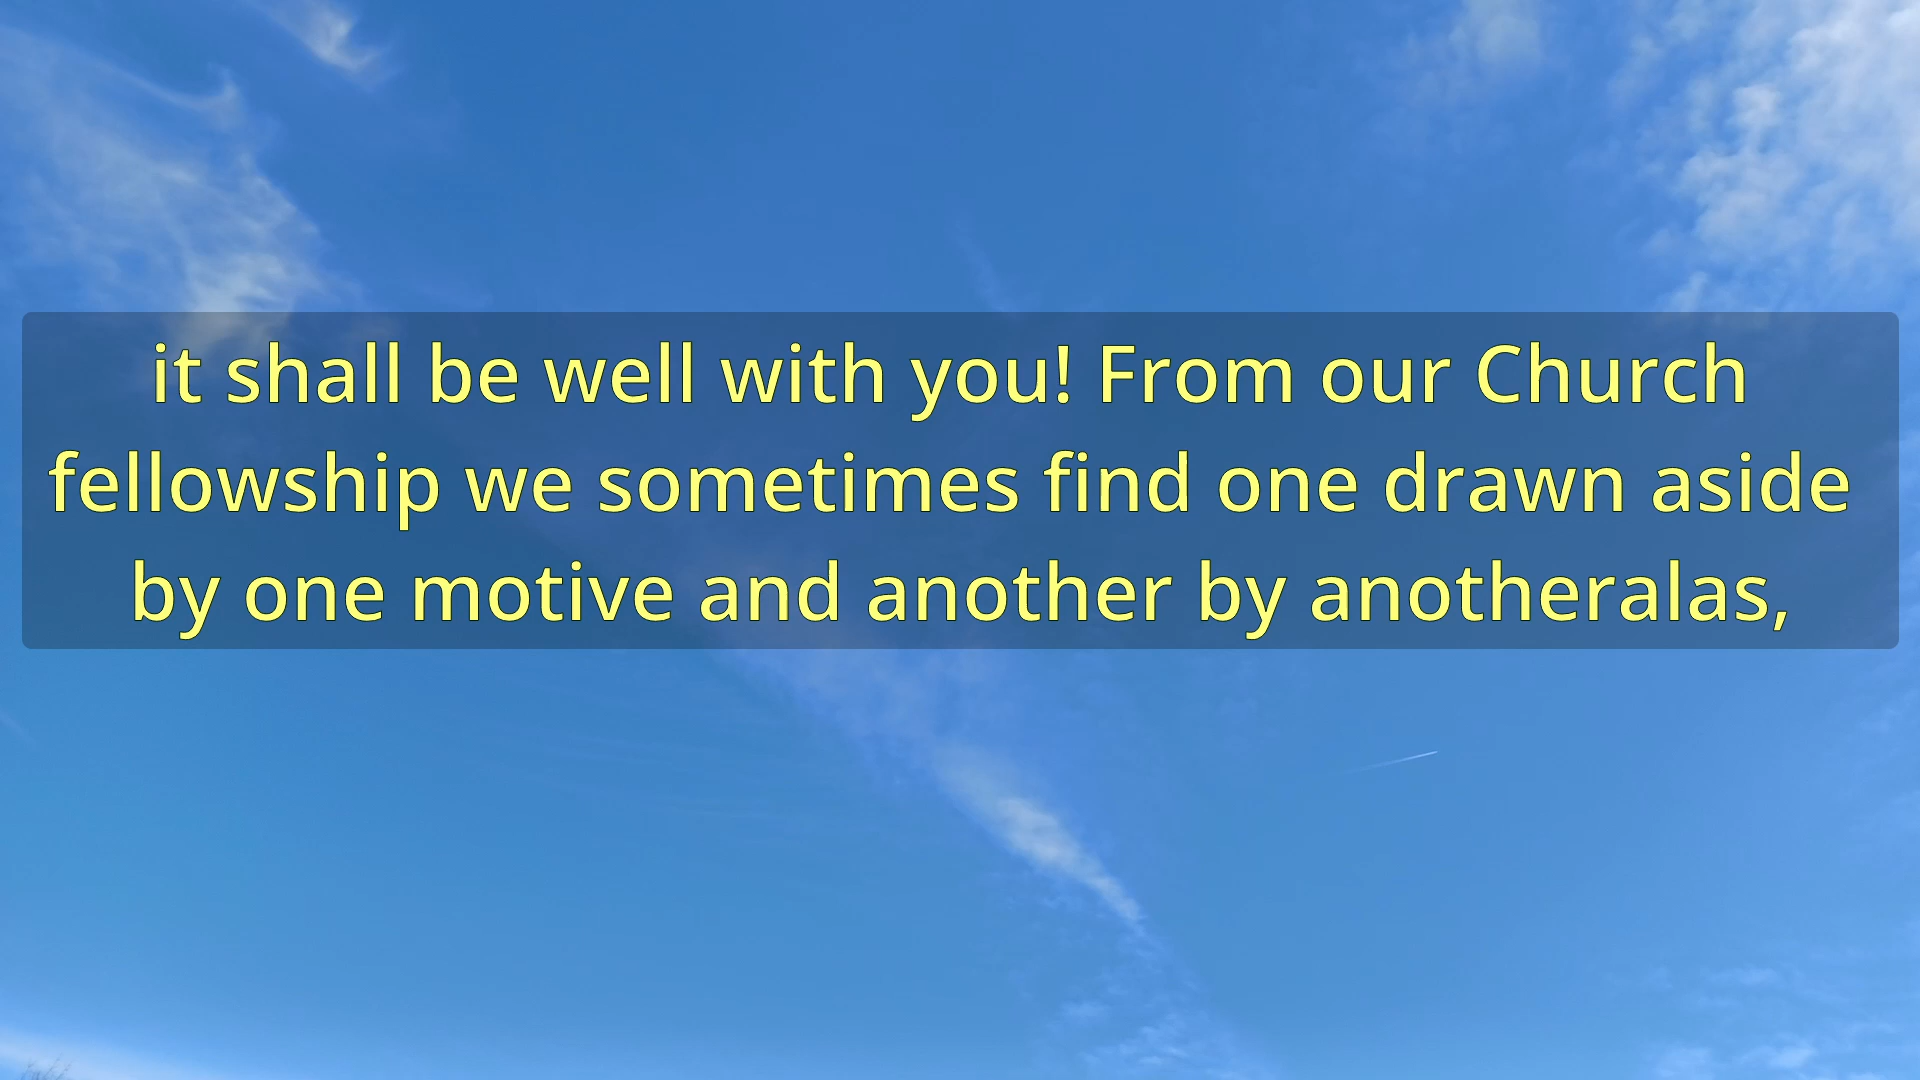 it shall be well with you! From our Church
fellowship we sometimes find one drawn aside
by one motive and another by anotheralas,